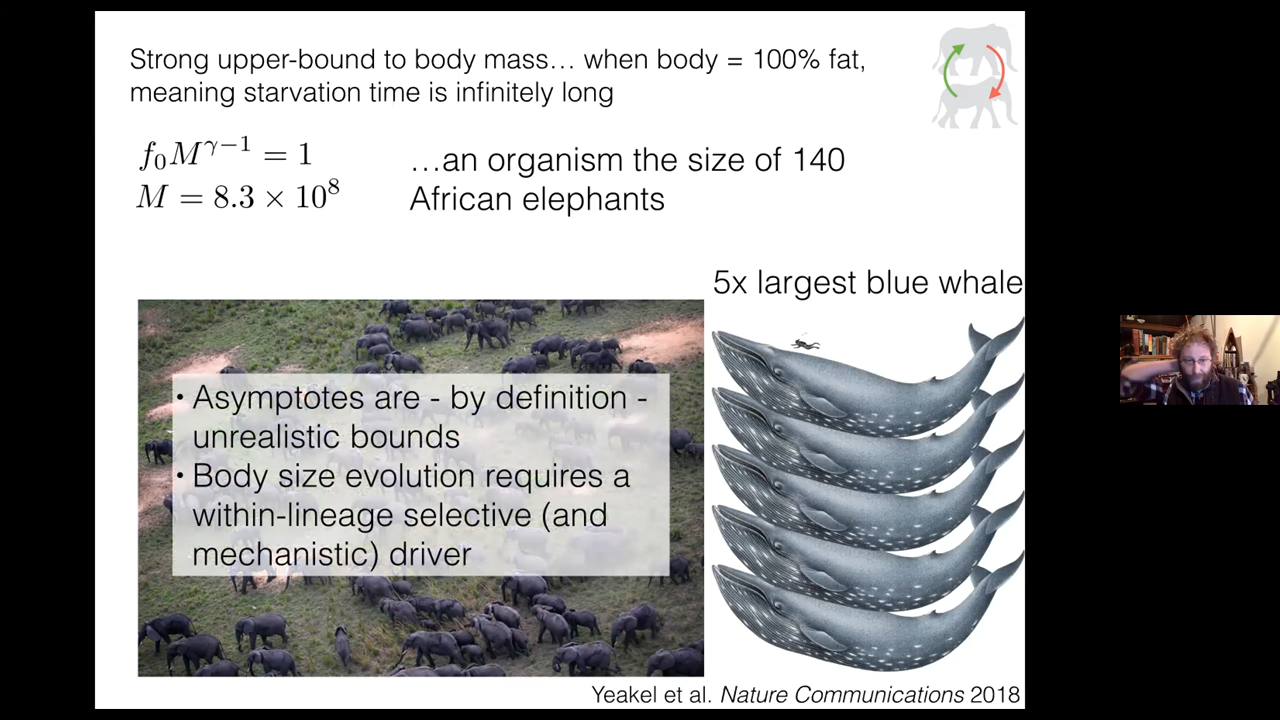 Strong upper-bound to body mass… when body = 100% fat,
meaning starvation time is infinitely long
f₀M^{γ−1} = 1
M = 8.3 × 10⁸
…an organism the size of 140
African elephants
5x largest blue whale
• Asymptotes are - by definition -
unrealistic bounds
• Body size evolution requires a
within-lineage selective (and
mechanistic) driver
Yeakel et al. Nature Communications 2018